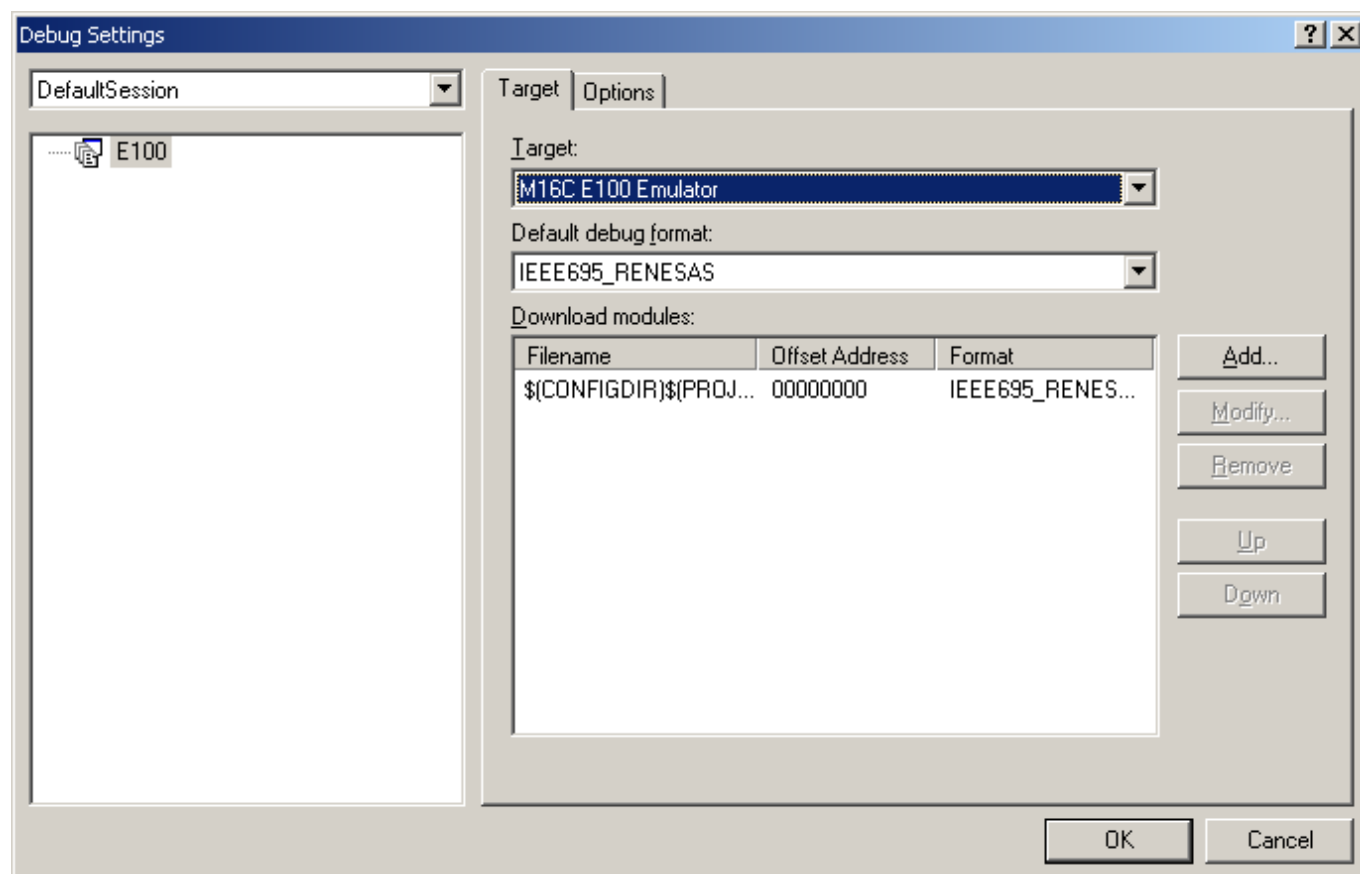 Debug Settings
DefaultSession
E100
Target Options
Target:
M16C E100 Emulator
Default debug format:
IEEE695_RENESAS
Download modules:
Filename Offset Address Format
$(CONFIGDIR)$(PROJ... 00000000 IEEE695_RENES...
Add...
Modify...
Remove
Up
Down
OK Cancel